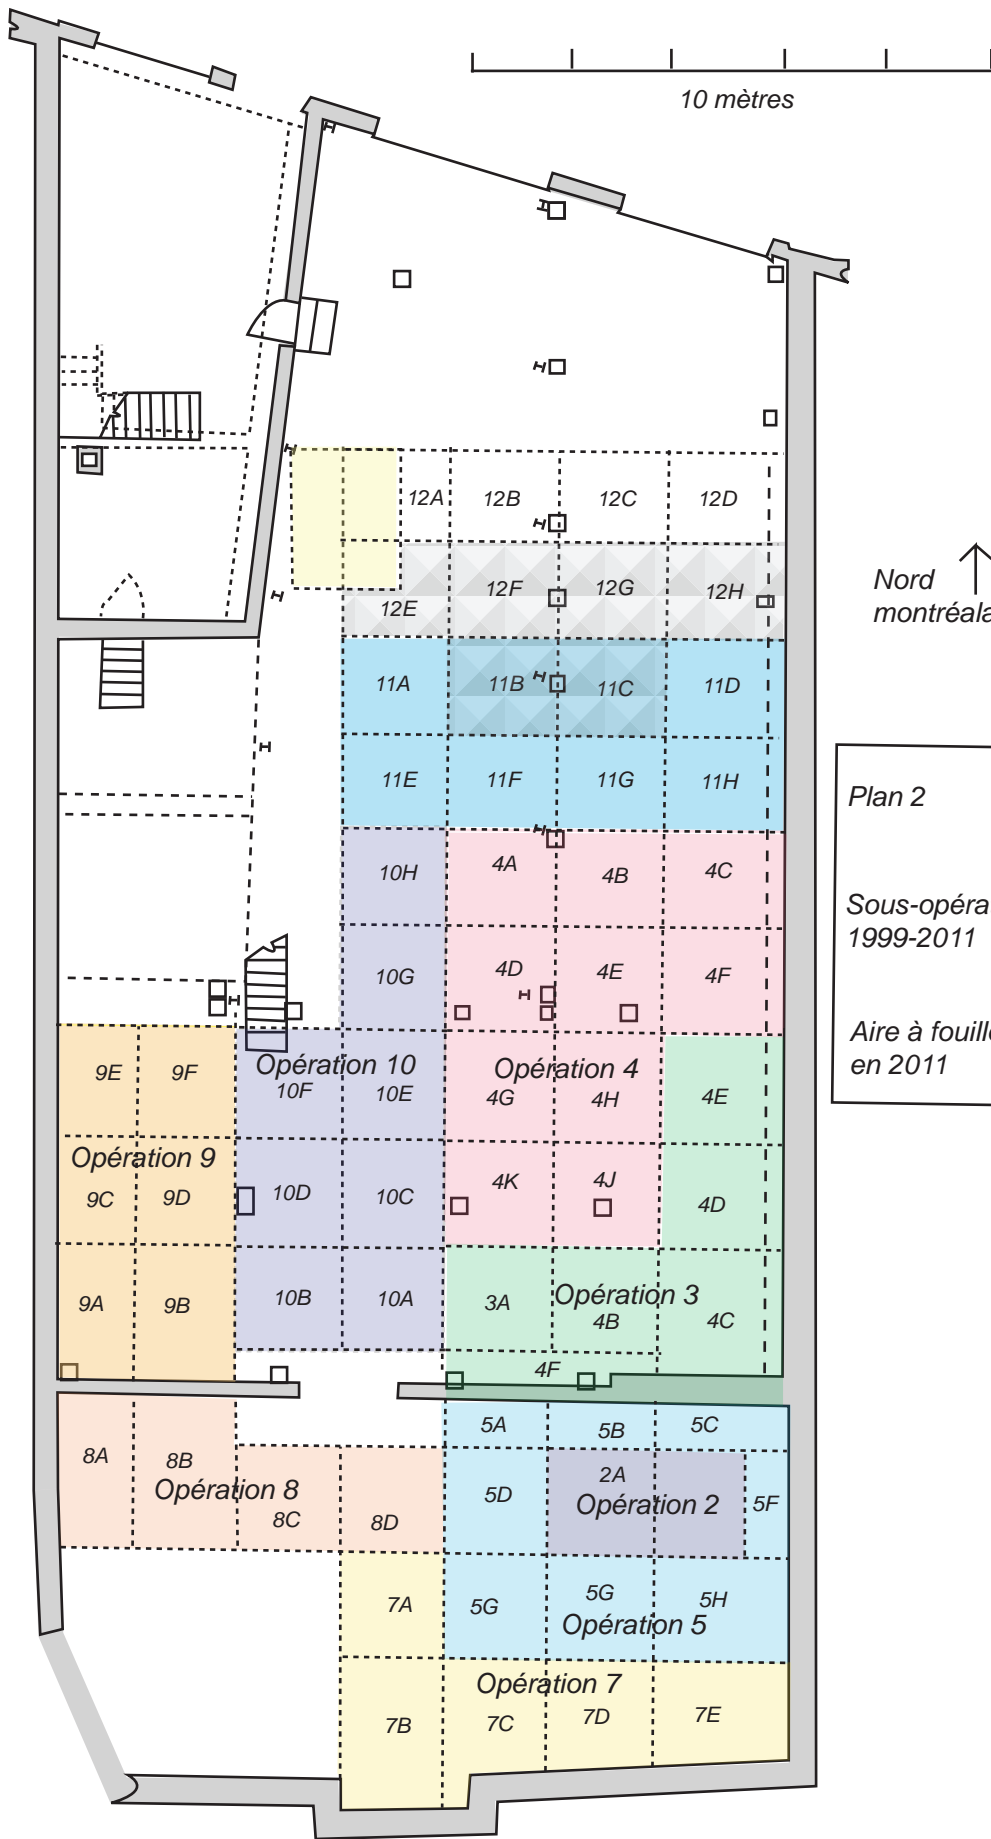 10 mètres
12A 12B 12C 12D
12E 12F 12G 12H
Nord
montréala
11A 11B 11C 11D
11E 11F 11G 11H
Plan 2
Sous-opéra
1999-2011
Aire à fouille
en 2011
10H 4A 4B 4C
10G 4D 4E 4F
9E 9F Opération 10 Opération 4
10F 10E 4G 4H 4E
Opération 9
9C 9D 10D 10C 4K 4J 4D
9A 9B 10B 10A 3A Opération 3
4B 4C
4F
5A 5B 5C
8A 8B 2A
Opération 8 5D Opération 2 5F
8C 8D
7A 5G 5G 5H
Opération 5
Opération 7
7B 7C 7D 7E